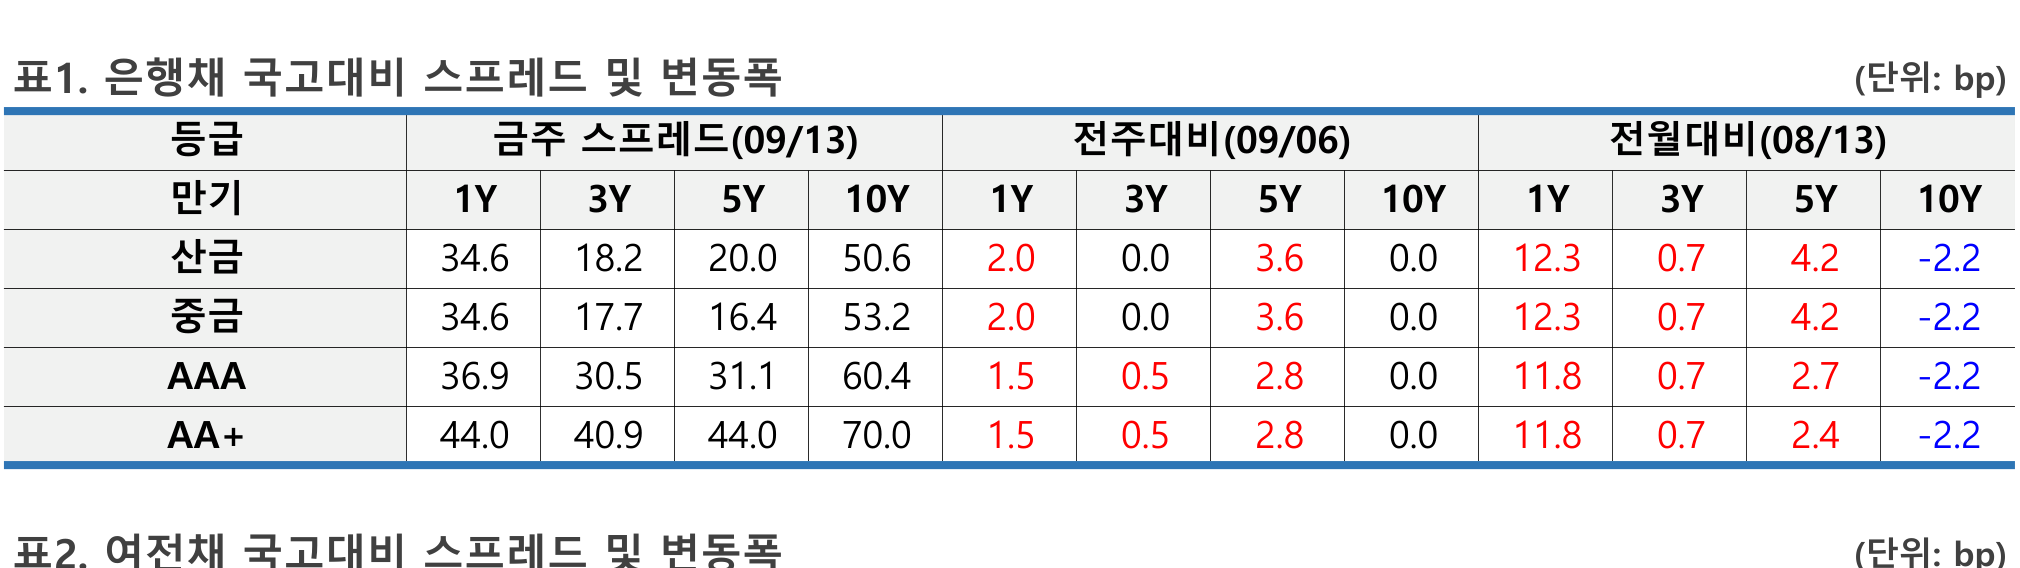 표1. 은행채 국고대비 스프레드 및 변동폭 (단위: bp)
등급 금주 스프레드(09/13) 전주대비(09/06) 전월대비(08/13)
만기 1Y 3Y 5Y 10Y 1Y 3Y 5Y 10Y 1Y 3Y 5Y 10Y
산금 34.6 18.2 20.0 50.6 2.0 0.0 3.6 0.0 12.3 0.7 4.2 -2.2
중금 34.6 17.7 16.4 53.2 2.0 0.0 3.6 0.0 12.3 0.7 4.2 -2.2
AAA 36.9 30.5 31.1 60.4 1.5 0.5 2.8 0.0 11.8 0.7 2.7 -2.2
AA+ 44.0 40.9 44.0 70.0 1.5 0.5 2.8 0.0 11.8 0.7 2.4 -2.2
표2. 여전채 국고대비 스프레드 및 변동폭 (단위: bp)